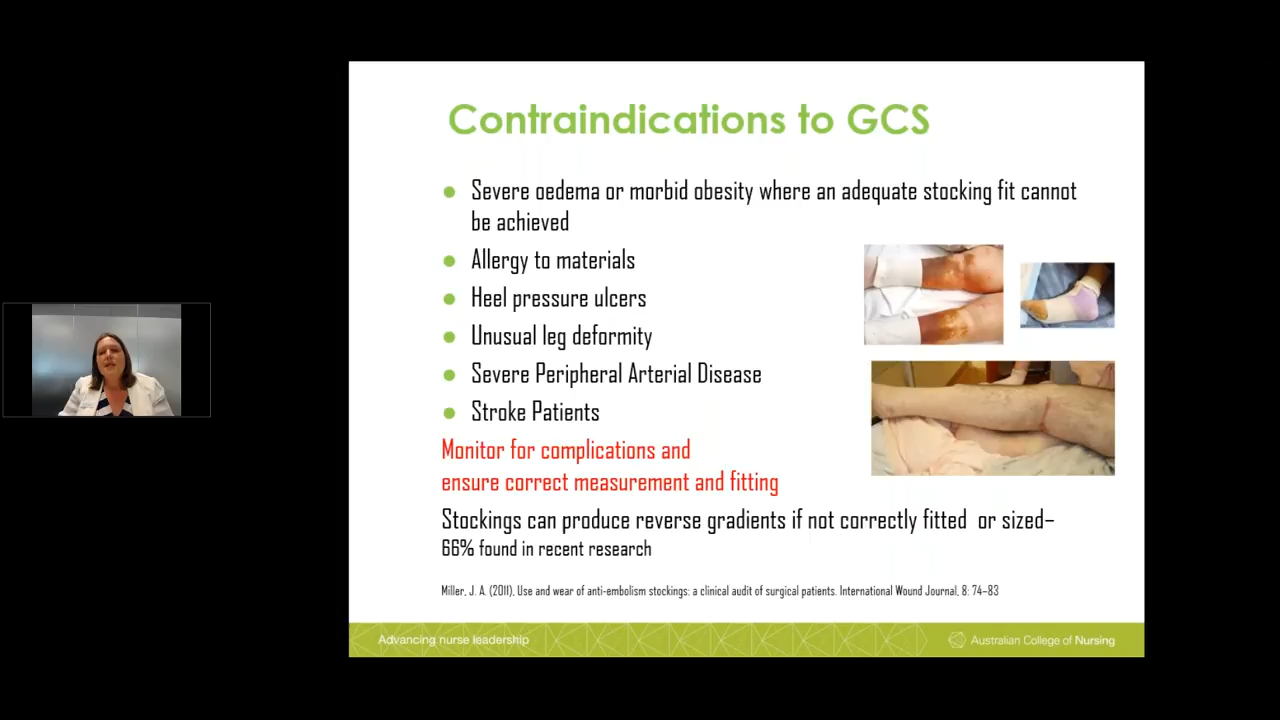 Contraindications to GCS
Severe oedema or morbid obesity where an adequate stocking fit cannot
be achieved
Allergy to materials
Heel pressure ulcers
Unusual leg deformity
Severe Peripheral Arterial Disease
Stroke Patients
Monitor for complications and
ensure correct measurement and fitting
Stockings can produce reverse gradients if not correctly fitted or sized–
66% found in recent research
Miller, J. A. (2011), Use and wear of anti-embolism stockings: a clinical audit of surgical patients. International Wound Journal, 8: 74–83
Advancing nurse leadership
Australian College of Nursing